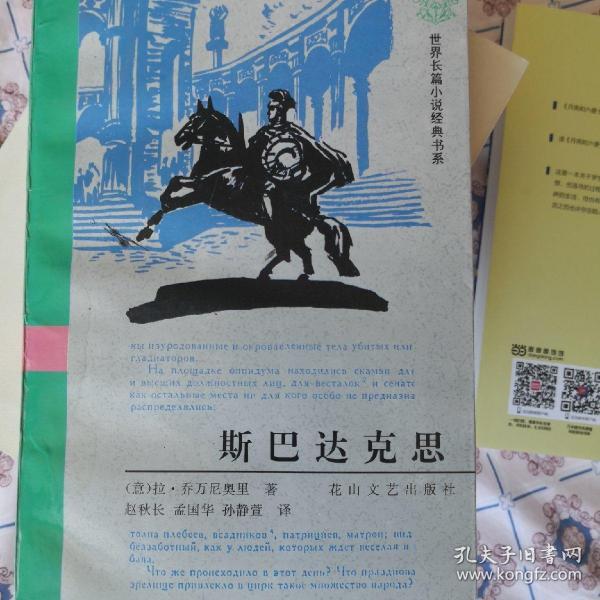 世界长篇小说经典书系
ны изуродованные и окровавленные тела убитых или
гладиаторов.
На площадке оппидума находились скамьи для
и высших должностных лиц, для весталок² и сенато
как остальные места ни для кого особо не предназна
распределялись:
斯巴达克思
(意)拉·乔万尼奥里 著 花山文艺出版社
赵秋长 孟国华 孙静萱 译
толпа плебеев, всадников⁴, патрициев, матрон; вид
беззаботный, как у людей, которых ждет веселая и
бава.
Что же происходило в этот день? Что праздновa
зрелище привлекло в цирк такое множество народа?
孔夫子旧书网
www.kongfz.com